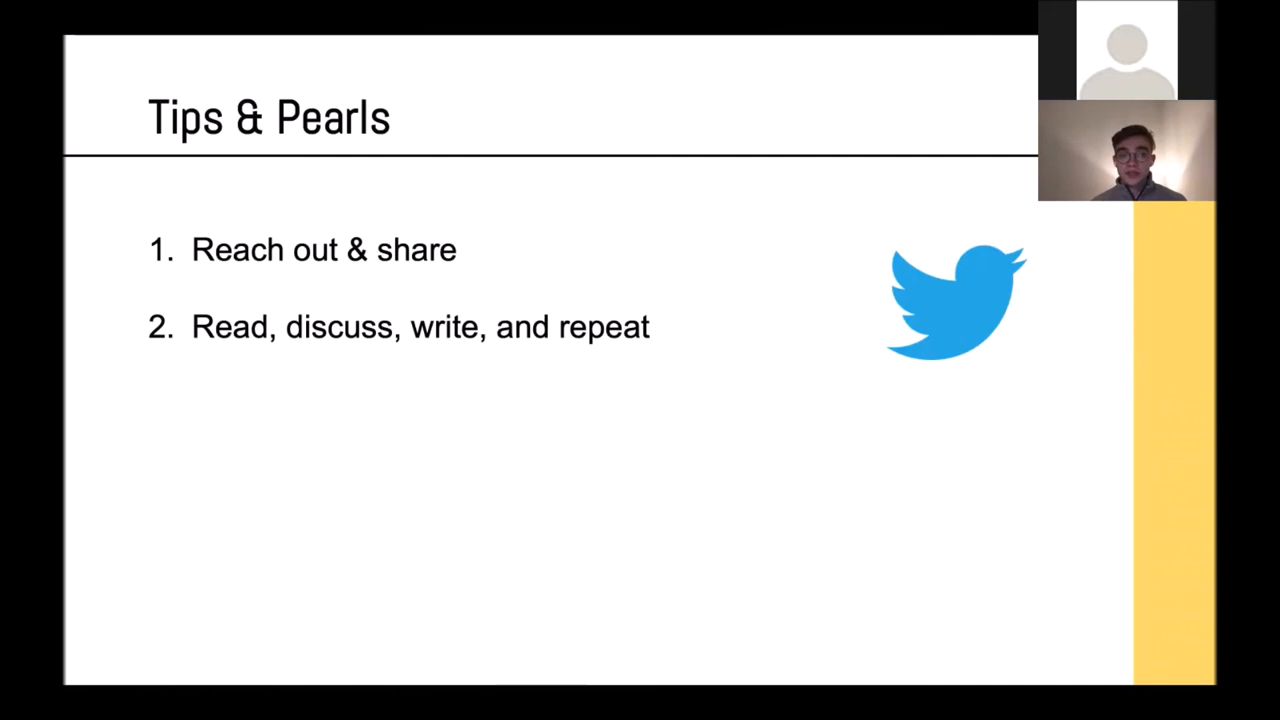 Tips & Pearls
1. Reach out & share
2. Read, discuss, write, and repeat